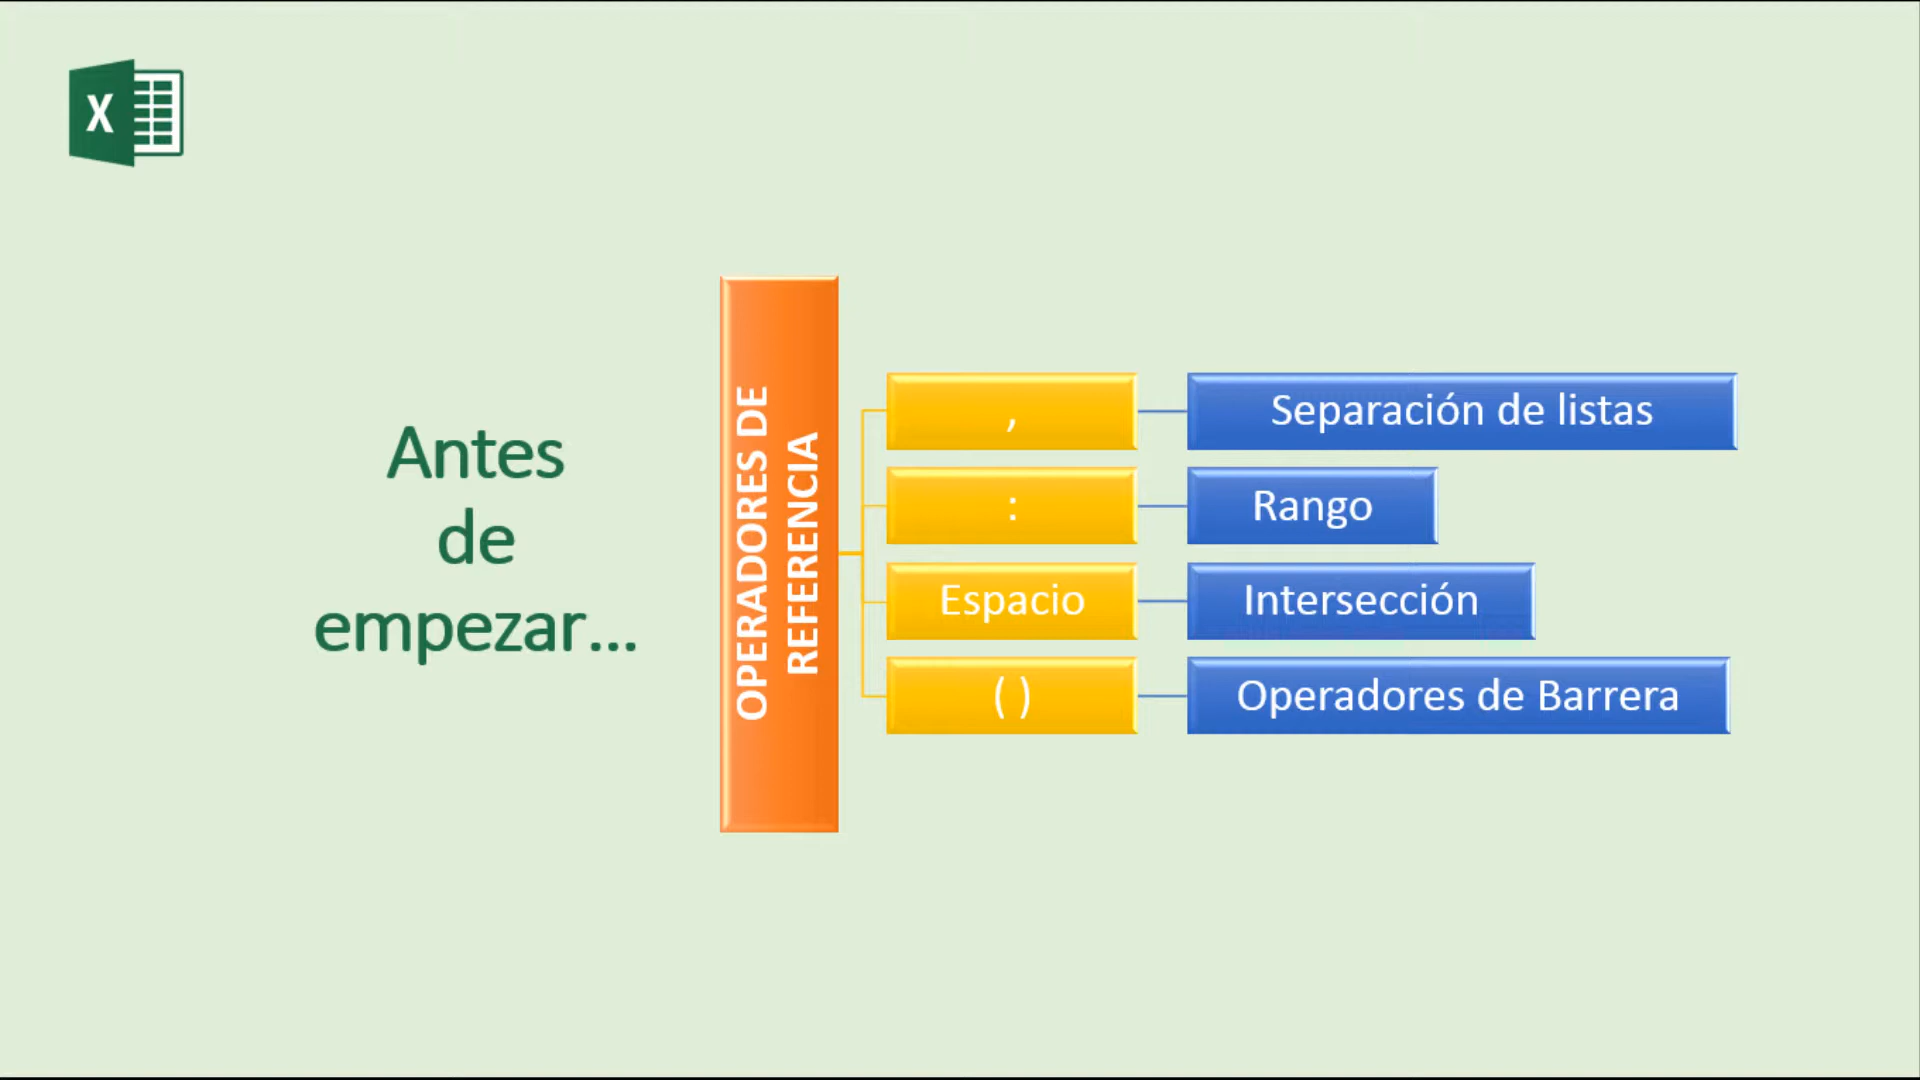 X
Antes
de
empezar...
OPERADORES DE
REFERENCIA
,
Separación de listas
:
Rango
Espacio
Intersección
( )
Operadores de Barrera